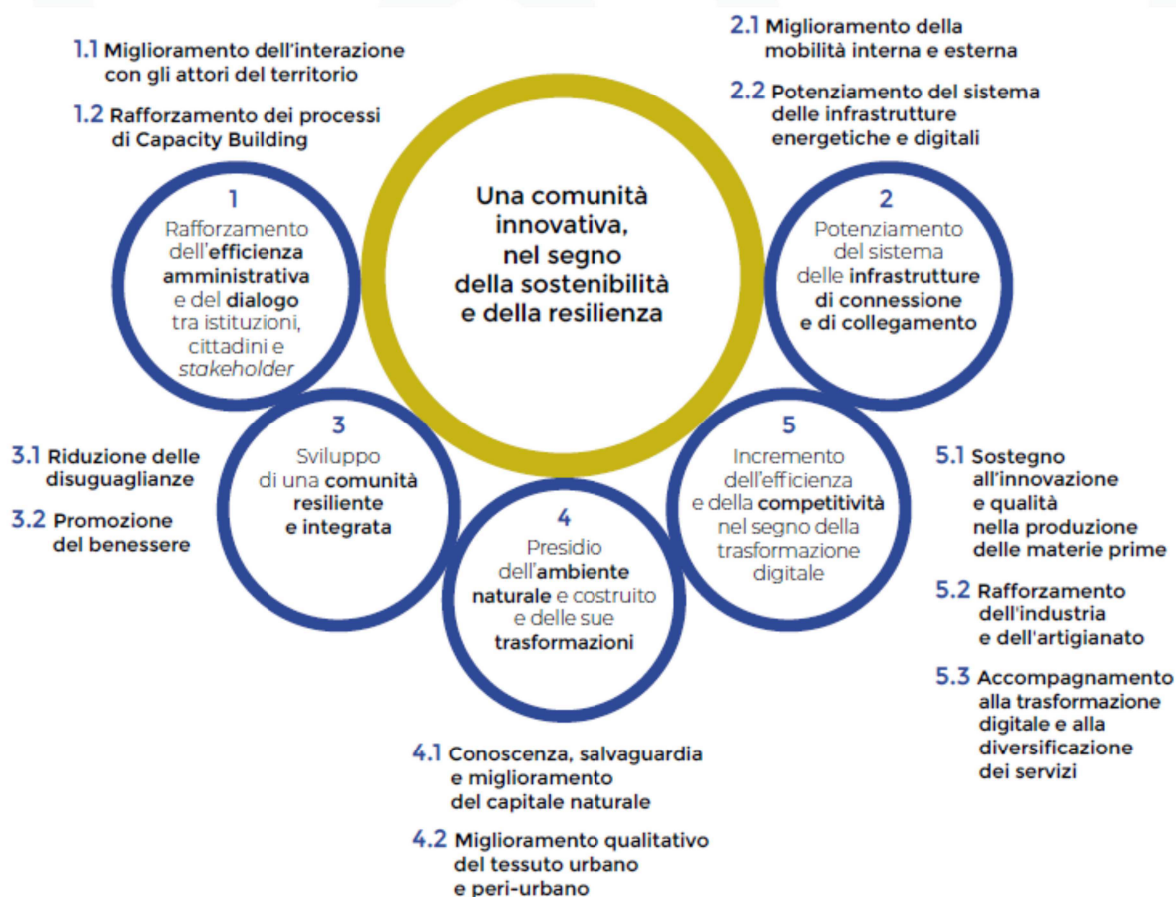 1.1 Miglioramento dell'interazione
con gli attori del territorio
1.2 Rafforzamento dei processi
di Capacity Building
2.1 Miglioramento della
mobilità interna e esterna
2.2 Potenziamento del sistema
delle infrastrutture
energetiche e digitali
Una comunità
innovativa,
nel segno
della sostenibilità
e della resilienza
1
Rafforzamento
dell'efficienza
amministrativa
e del dialogo
tra istituzioni,
cittadini e
stakeholder
2
Potenziamento
del sistema
delle infrastrutture
di connessione
e di collegamento
3
Sviluppo
di una comunità
resiliente
e integrata
3.1 Riduzione delle
disuguaglianze
3.2 Promozione
del benessere
4
Presidio
dell'ambiente
naturale e costruito
e delle sue
trasformazioni
4.1 Conoscenza, salvaguardia
e miglioramento
del capitale naturale
4.2 Miglioramento qualitativo
del tessuto urbano
e peri-urbano
5
Incremento
dell'efficienza
e della competitività
nel segno della
trasformazione
digitale
5.1 Sostegno
all'innovazione
e qualità
nella produzione
delle materie prime
5.2 Rafforzamento
dell'industria
e dell'artigianato
5.3 Accompagnamento
alla trasformazione
digitale e alla
diversificazione
dei servizi